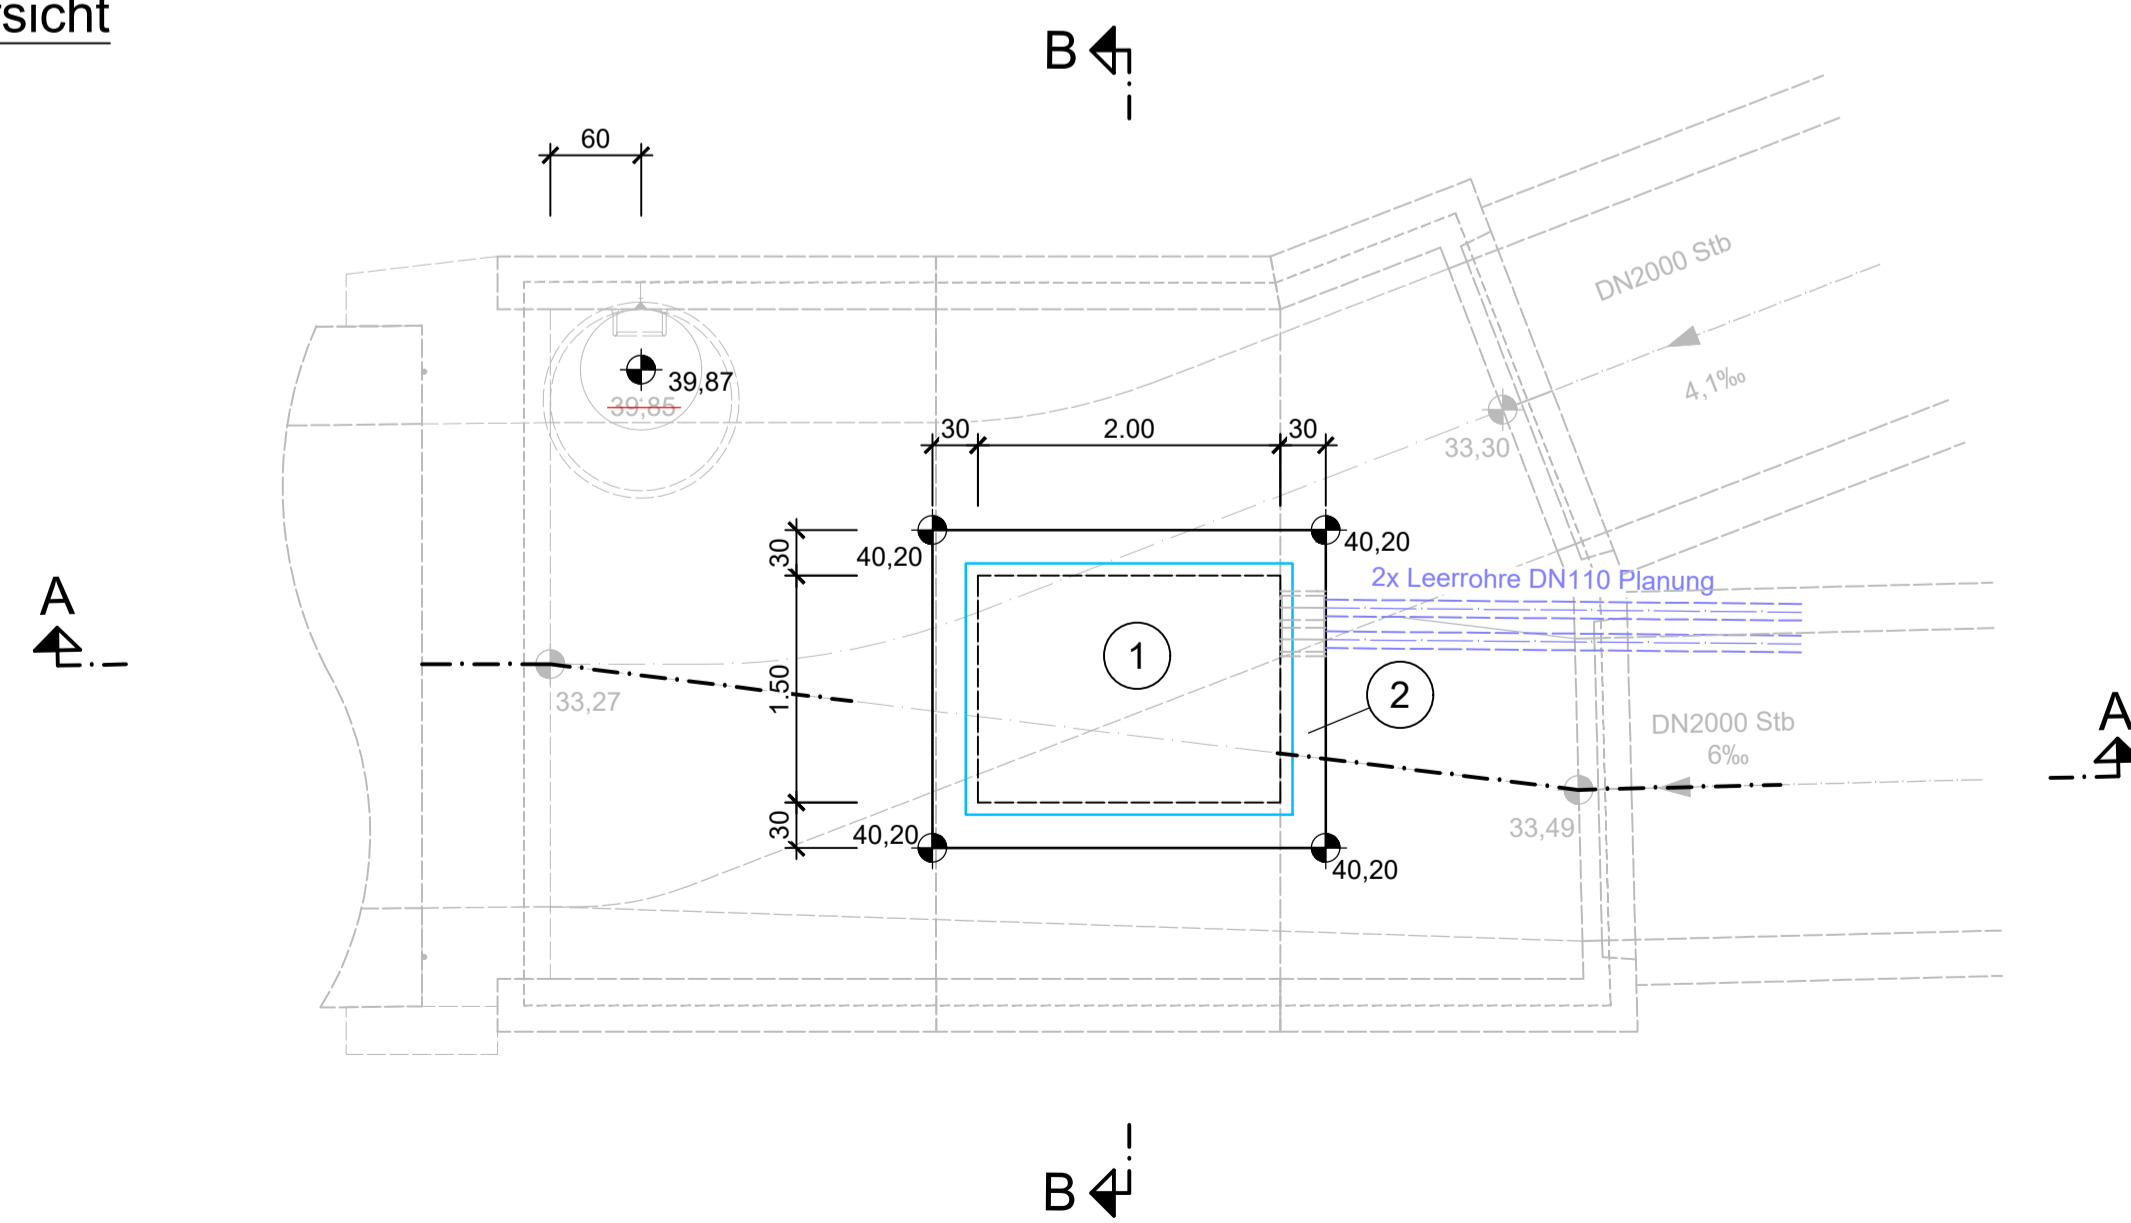 rsicht
B
60
DN2000 Stb
4,1‰
39,87
39,85
30
2.00
30
33,30
30
40,20
40,20
2x Leerrohre DN110 Planung
A
1
1.50
2
33,27
DN2000 Stb
6‰
A
30
40,20
33,49
40,20
B